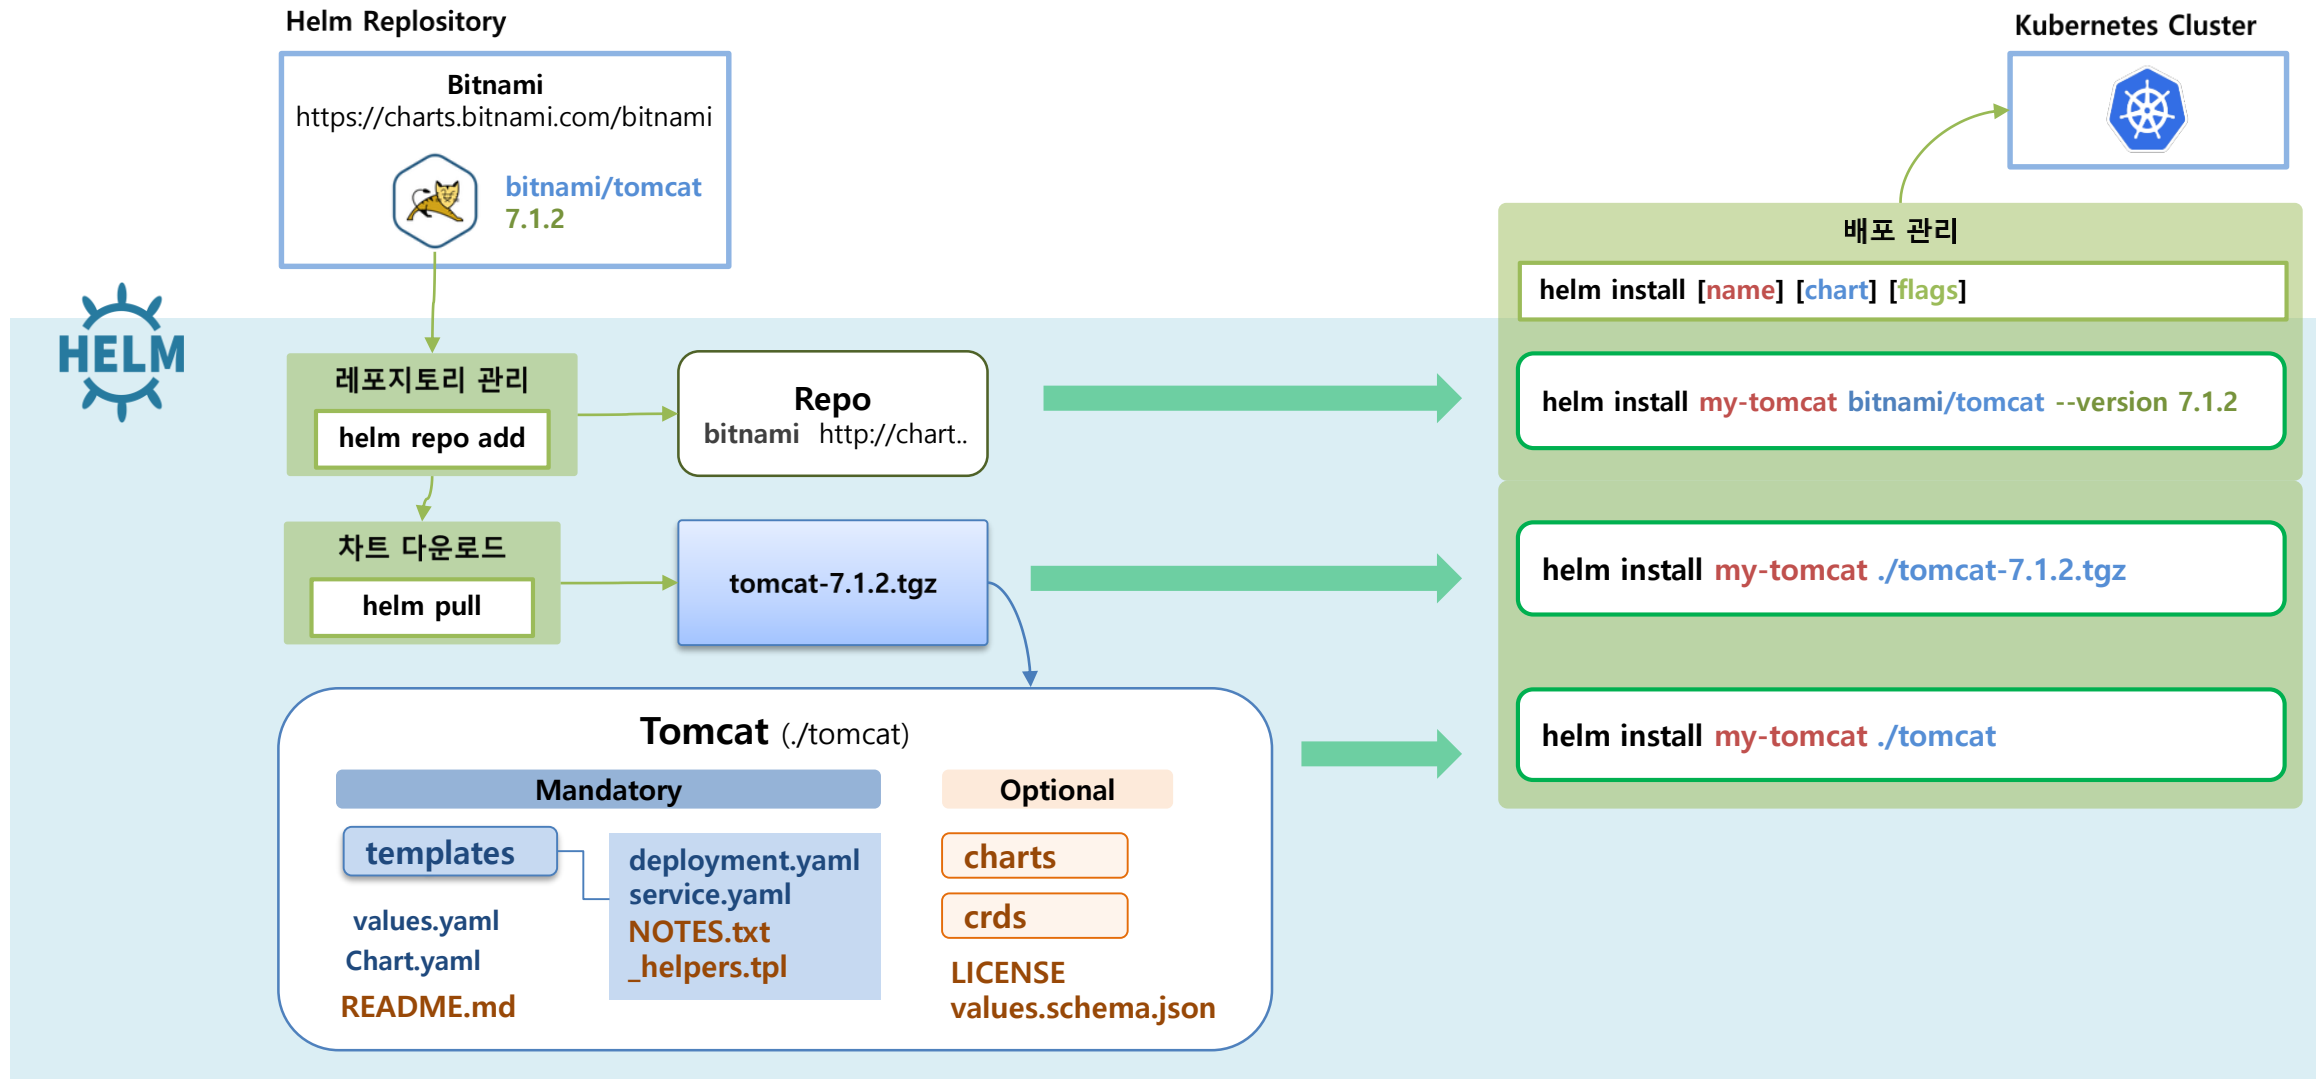 Helm Replository
Bitnami
https://charts.bitnami.com/bitnami
bitnami/tomcat
7.1.2
HELM
레포지토리 관리
helm repo add
Repo
bitnami http://chart..
차트 다운로드
helm pull
tomcat-7.1.2.tgz
Tomcat (./tomcat)
Mandatory
templates
values.yaml
Chart.yaml
README.md
deployment.yaml
service.yaml
NOTES.txt
_helpers.tpl
Optional
charts
crds
LICENSE
values.schema.json
Kubernetes Cluster
배포 관리
helm install [name] [chart] [flags]
helm install my-tomcat bitnami/tomcat --version 7.1.2
helm install my-tomcat ./tomcat-7.1.2.tgz
helm install my-tomcat ./tomcat